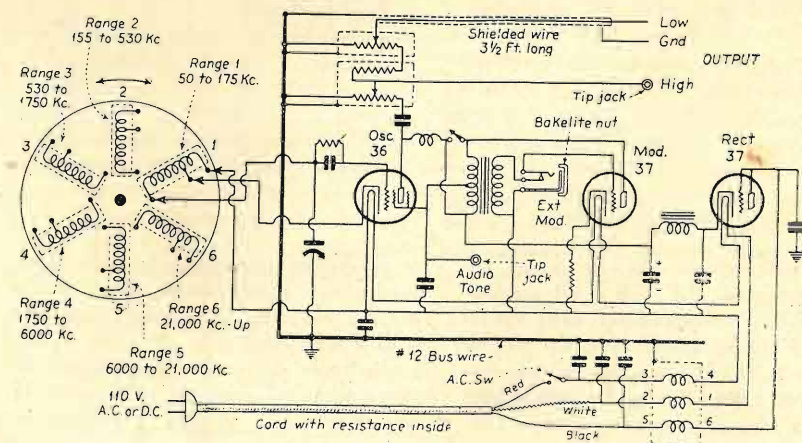 Range 2
155 to 530 Kc
Range 1
50 to 175 Kc.
Range 3
530 to
1750 Kc.
2
3
1
4
6
5
Range 4
1750 to
6000 Kc.
Range 6
21,000 Kc.-Up
Range 5
6000 to 21,000 Kc
Shielded wire
3½ Ft. long
Low
Gnd
OUTPUT
High
Tip jack
Bakelite nut
Osc.
36
Mod.
37
Rect
37
Ext
Mod.
Audio
Tone
Tip
jack
+
-
#12 Bus wire-
A.C. Sw
Red
White
Black
3
4
2
1
5
6
110 V.
A.C. or D.C.
Cord with resistance inside